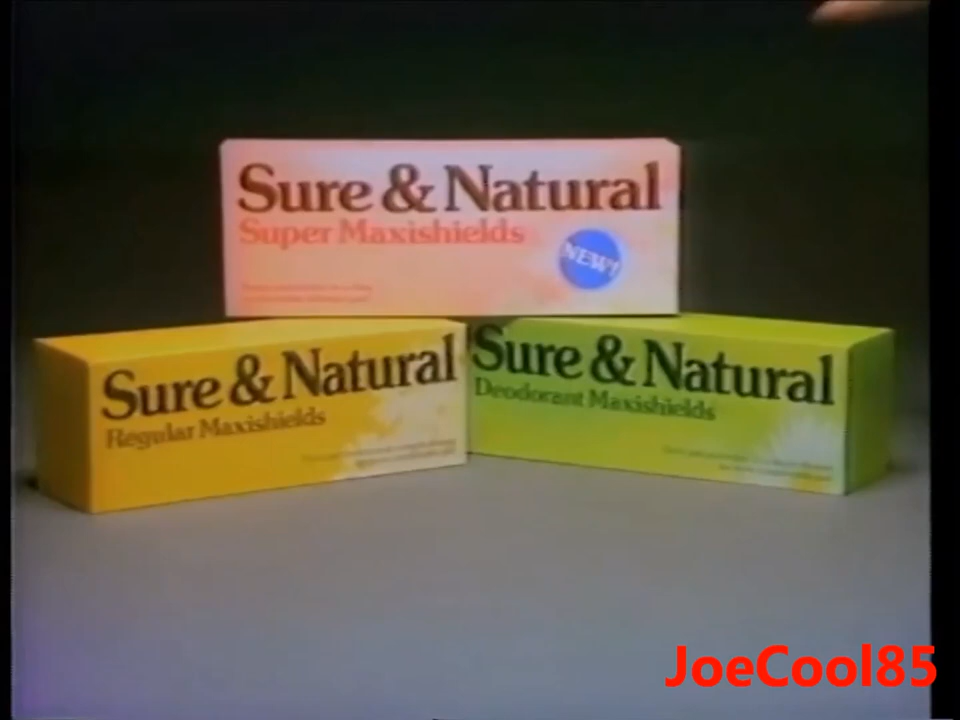 Sure & Natural
Super Maxishields
NEW!
Sure & Natural
Regular Maxishields
Sure & Natural
Deodorant Maxishields
JoeCool85